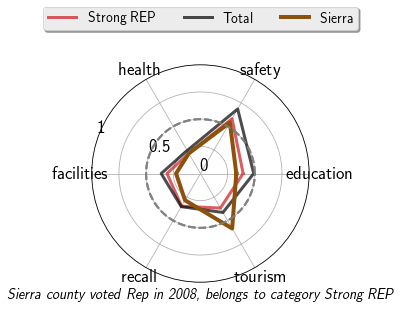 Strong REP Total Sierra
health safety
1
0.5
0
facilities education
recall tourism
Sierra county voted Rep in 2008, belongs to category Strong REP